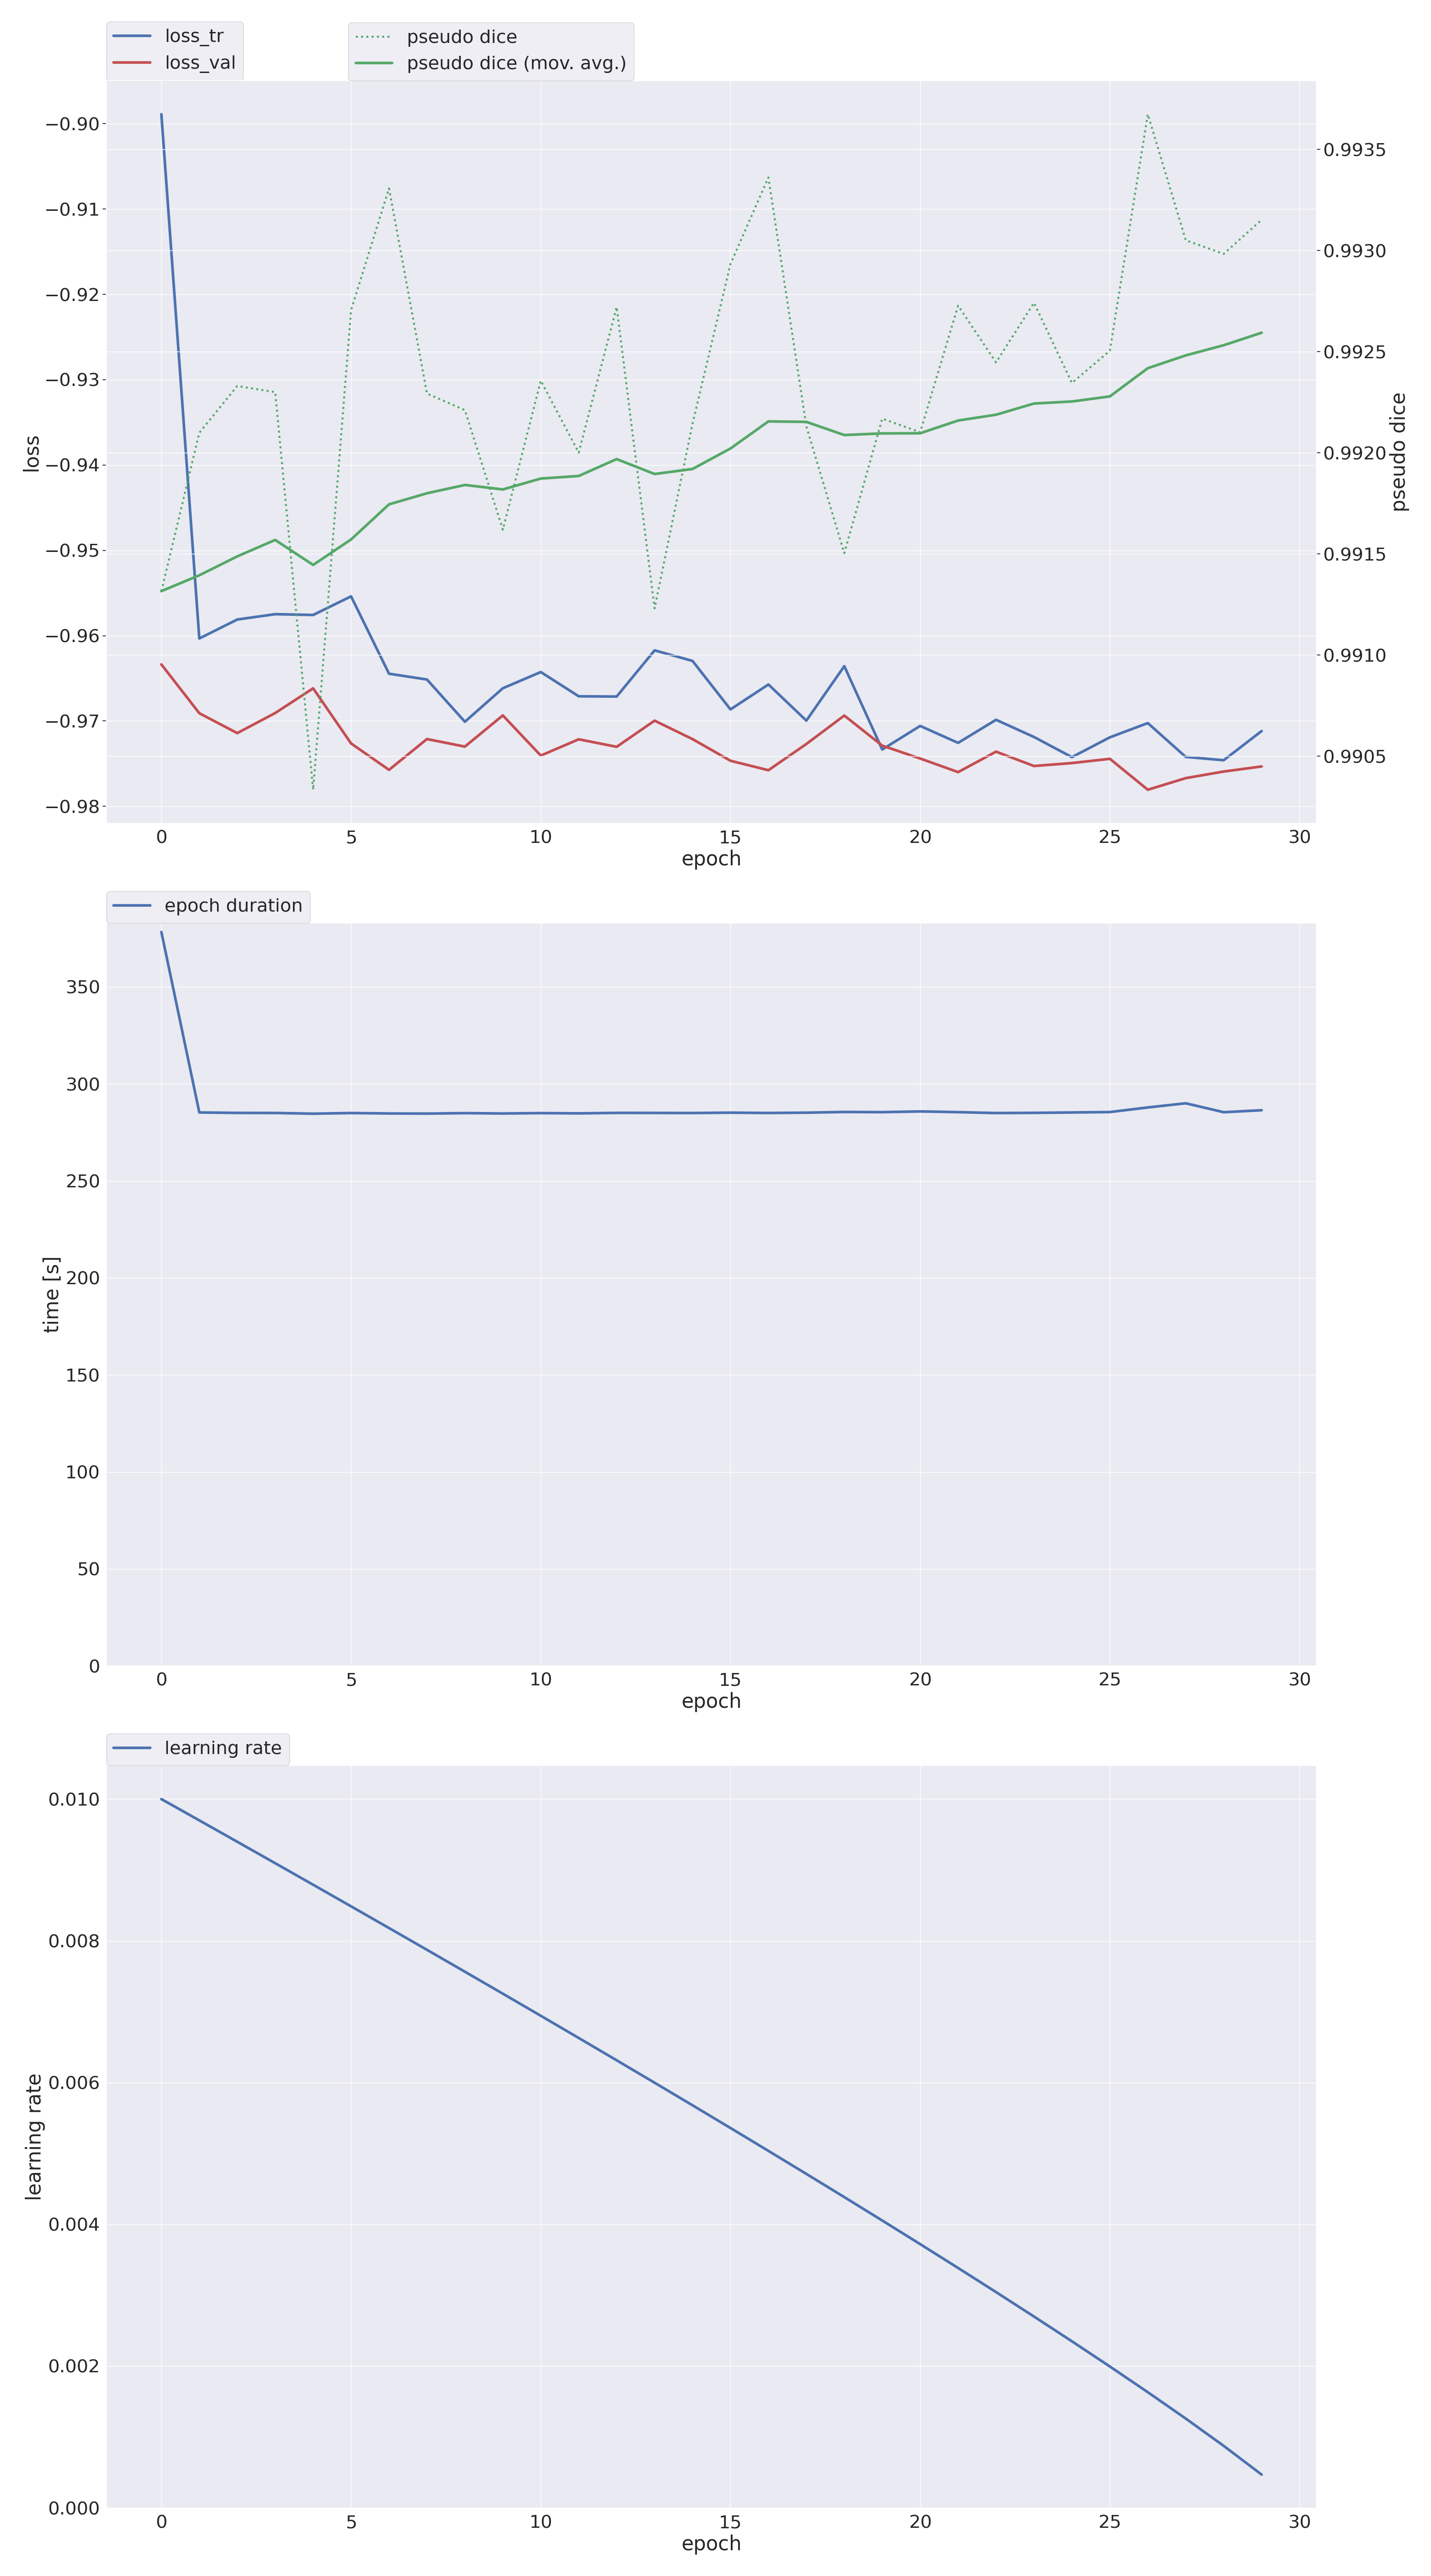 loss_tr
loss_val
pseudo dice
pseudo dice (mov. avg.)
−0.90
−0.91
−0.92
−0.93
−0.94
−0.95
−0.96
−0.97
−0.98
loss
0.9935
0.9930
0.9925
0.9920
0.9915
0.9910
0.9905
pseudo dice
0 5 10 15 20 25 30
epoch
epoch duration
350
300
250
200
150
100
50
0
time [s]
0 5 10 15 20 25 30
epoch
learning rate
0.010
0.008
0.006
0.004
0.002
0.000
learning rate
0 5 10 15 20 25 30
epoch